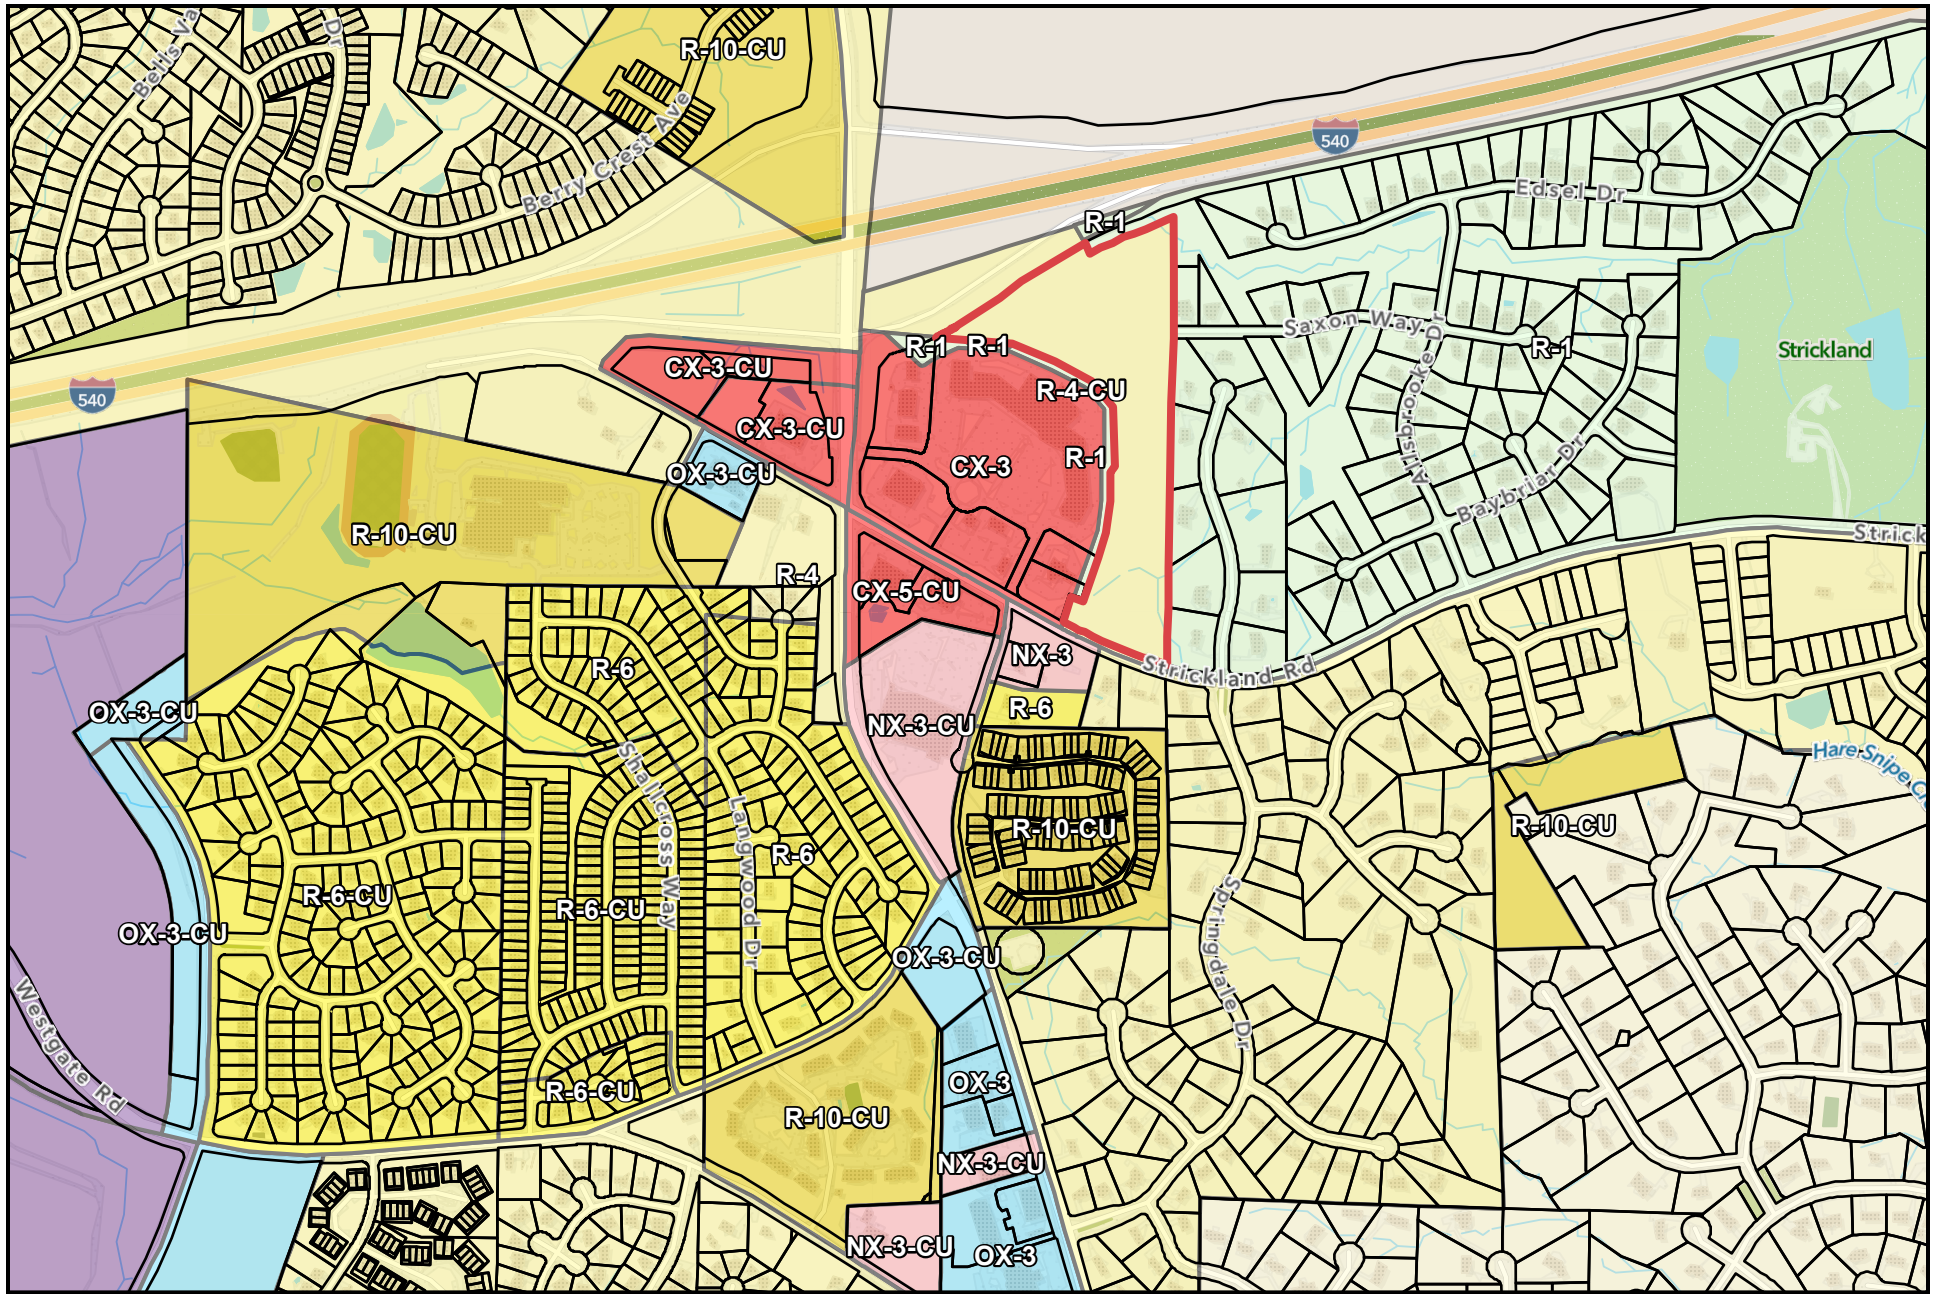 Bells Va
Dr
R-10-CU
Berry Crest Ave
540
R-1
Edsel Dr
Saxon Way
Allsbrooke Dr
R-1
Strickland
Baybriar Dr
Strick
540
CX-3-CU
R-1
R-1
R-4-CU
CX-3-CU
OX-3-CU
CX-3
R-1
R-10-CU
R-4
CX-5-CU
R-6
NX-3
Strickland Rd
OX-3-CU
NX-3-CU
R-6
Shallcross Way
Langwood Dr
Hare Snipe Cr
R-10-CU
R-10-CU
R-6
R-6-CU
R-6-CU
OX-3-CU
OX-3-CU
Springdale Dr
Westgate Rd
R-6-CU
R-10-CU
OX-3
NX-3-CU
NX-3-CU
OX-3